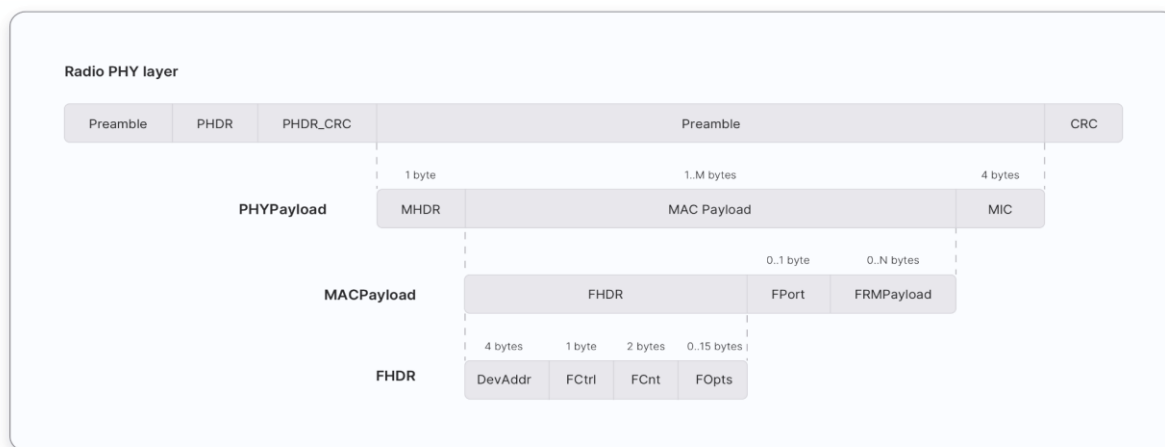 Radio PHY layer
Preamble PHDR PHDR_CRC Preamble CRC
1 byte 1..M bytes 4 bytes
PHYPayload MHDR MAC Payload MIC
0..1 byte 0..N bytes
MACPayload FHDR FPort FRMPayload
4 bytes 1 byte 2 bytes 0..15 bytes
FHDR DevAddr FCtrl FCnt FOpts